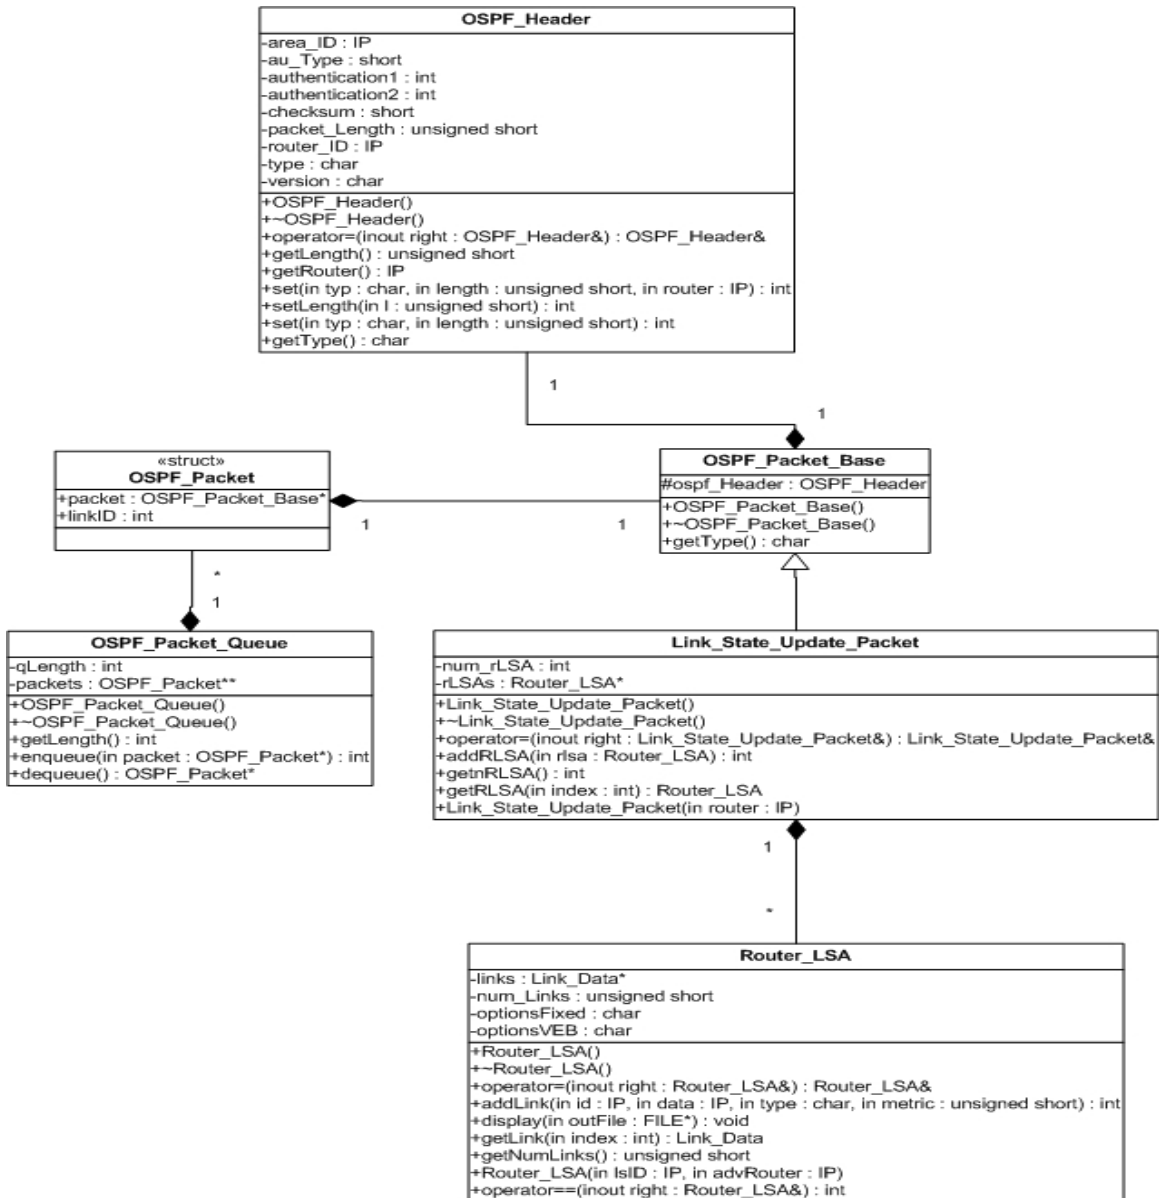 OSPF_Header
-area_ID : IP
-au_Type : short
-authentication1 : int
-authentication2 : int
-checksum : short
-packet_Length : unsigned short
-router_ID : IP
-type : char
-version : char
+OSPF_Header()
+~OSPF_Header()
+operator=(inout right : OSPF_Header&) : OSPF_Header&
+getLength() : unsigned short
+getRouter() : IP
+set(in typ : char, in length : unsigned short, in router : IP) : int
+setLength(in l : unsigned short) : int
+set(in typ : char, in length : unsigned short) : int
+getType() : char
1
1
«struct»
OSPF_Packet
+packet : OSPF_Packet_Base*
+linkID : int
1
1
OSPF_Packet_Base
#ospf_Header : OSPF_Header
+OSPF_Packet_Base()
+~OSPF_Packet_Base()
+getType() : char
*
1
OSPF_Packet_Queue
-qLength : int
-packets : OSPF_Packet**
+OSPF_Packet_Queue()
+~OSPF_Packet_Queue()
+getLength() : int
+enqueue(in packet : OSPF_Packet*) : int
+dequeue() : OSPF_Packet*
Link_State_Update_Packet
-num_rLSA : int
-rLSAs : Router_LSA*
+Link_State_Update_Packet()
+~Link_State_Update_Packet()
+operator=(inout right : Link_State_Update_Packet&) : Link_State_Update_Packet&
+addRLSA(in rlsa : Router_LSA) : int
+getnRLSA() : int
+getRLSA(in index : int) : Router_LSA
+Link_State_Update_Packet(in router : IP)
1
*
Router_LSA
-links : Link_Data*
-num_Links : unsigned short
-optionsFixed : char
-optionsVEB : char
+Router_LSA()
+~Router_LSA()
+operator=(inout right : Router_LSA&) : Router_LSA&
+addLink(in id : IP, in data : IP, in type : char, in metric : unsigned short) : int
+display(in outFile : FILE*) : void
+getLink(in index : int) : Link_Data
+getNumLinks() : unsigned short
+Router_LSA(in lsID : IP, in advRouter : IP)
+operator==(inout right : Router_LSA&) : int